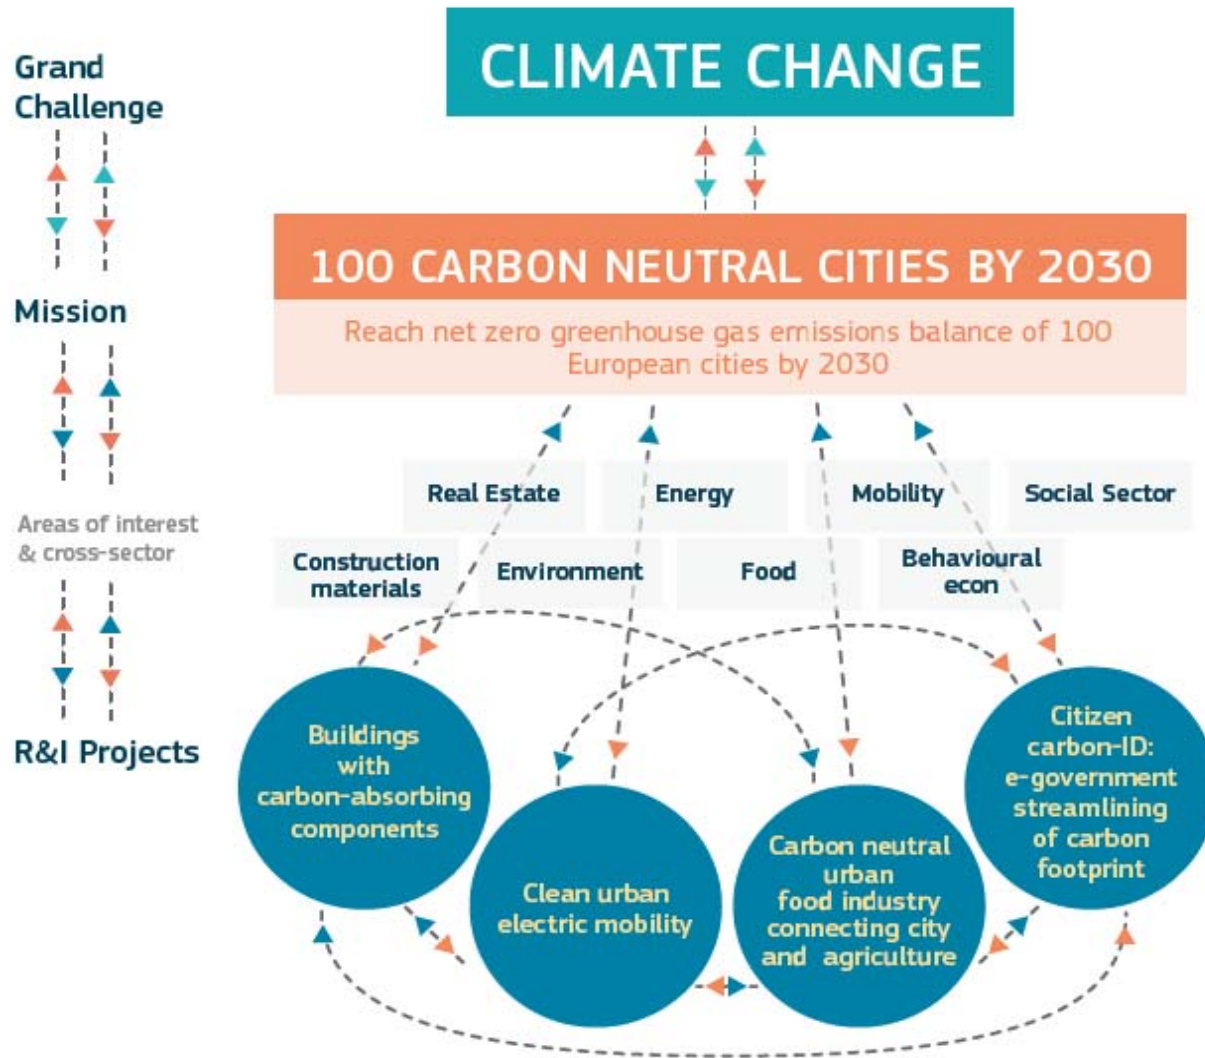 Grand
Challenge
Mission
Areas of interest
& cross-sector
R&I Projects
CLIMATE CHANGE
100 CARBON NEUTRAL CITIES BY 2030
Reach net zero greenhouse gas emissions balance of 100
European cities by 2030
Real Estate
Energy
Mobility
Social Sector
Construction
materials
Environment
Food
Behavioural
econ
Buildings
with
carbon-absorbing
components
Clean urban
electric mobility
Carbon neutral
urban
food industry
connecting city
and agriculture
Citizen
carbon-ID:
e-government
streamlining
of carbon
footprint